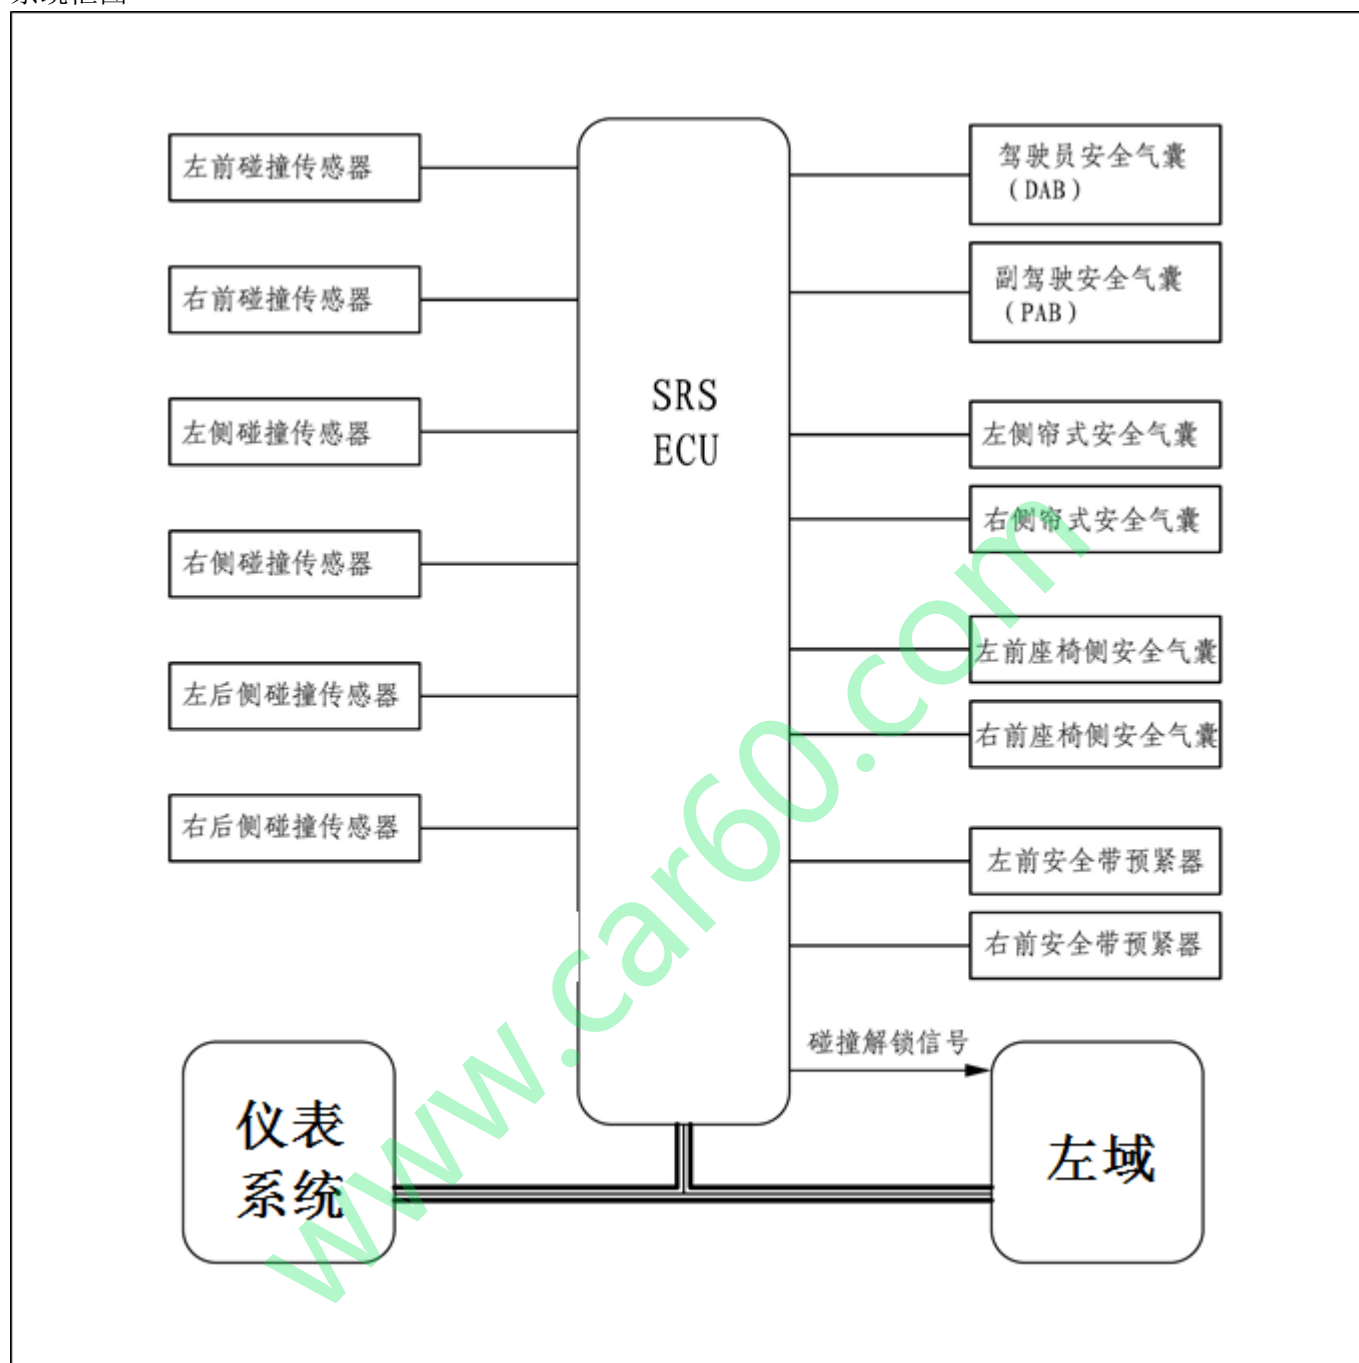 系统框图
左前碰撞传感器
右前碰撞传感器
左侧碰撞传感器
右侧碰撞传感器
左后侧碰撞传感器
右后侧碰撞传感器
SRS
ECU
驾驶员安全气囊
(DAB)
副驾驶安全气囊
(PAB)
左侧帘式安全气囊
右侧帘式安全气囊
左前座椅侧安全气囊
右前座椅侧安全气囊
左前安全带预紧器
右前安全带预紧器
碰撞解锁信号
仪表
系统
左域
www.car60.com